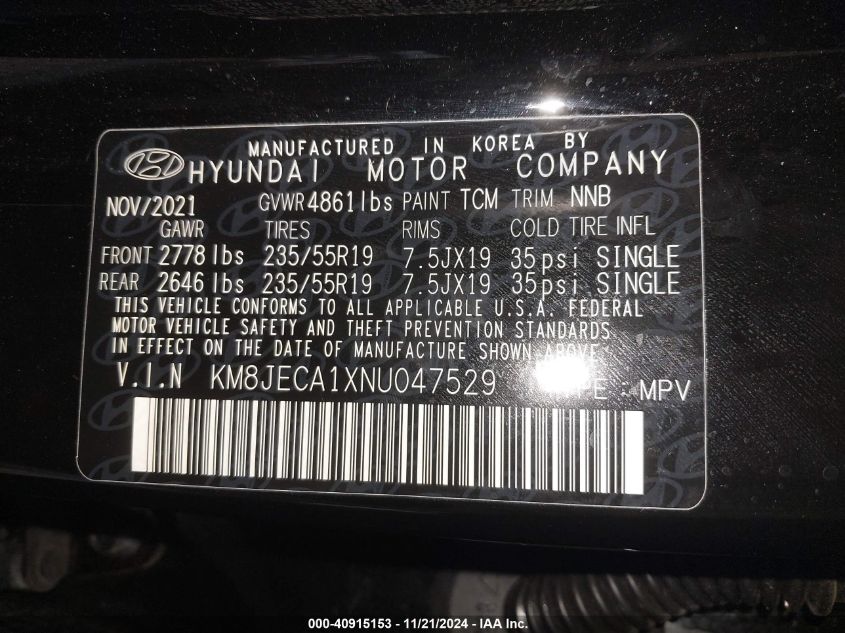 MANUFACTURED IN KOREA BY
HYUNDAI MOTOR COMPANY
NOV/2021 GVWR 4861 lbs PAINT TCM TRIM NNB
GAWR TIRES RIMS COLD TIRE INFL
FRONT 2778 lbs 235/55R19 7.5JX19 35psi SINGLE
REAR 2646 lbs 235/55R19 7.5JX19 35psi SINGLE
THIS VEHICLE CONFORMS TO ALL APPLICABLE U.S.A. FEDERAL
MOTOR VEHICLE SAFETY AND THEFT PREVENTION STANDARDS
IN EFFECT ON THE DATE OF MANUFACTURE SHOWN ABOVE.
V.I.N KM8JECA1XNU047529 : MPV
000-40915153 — 11/21/2024 — IAA Inc.